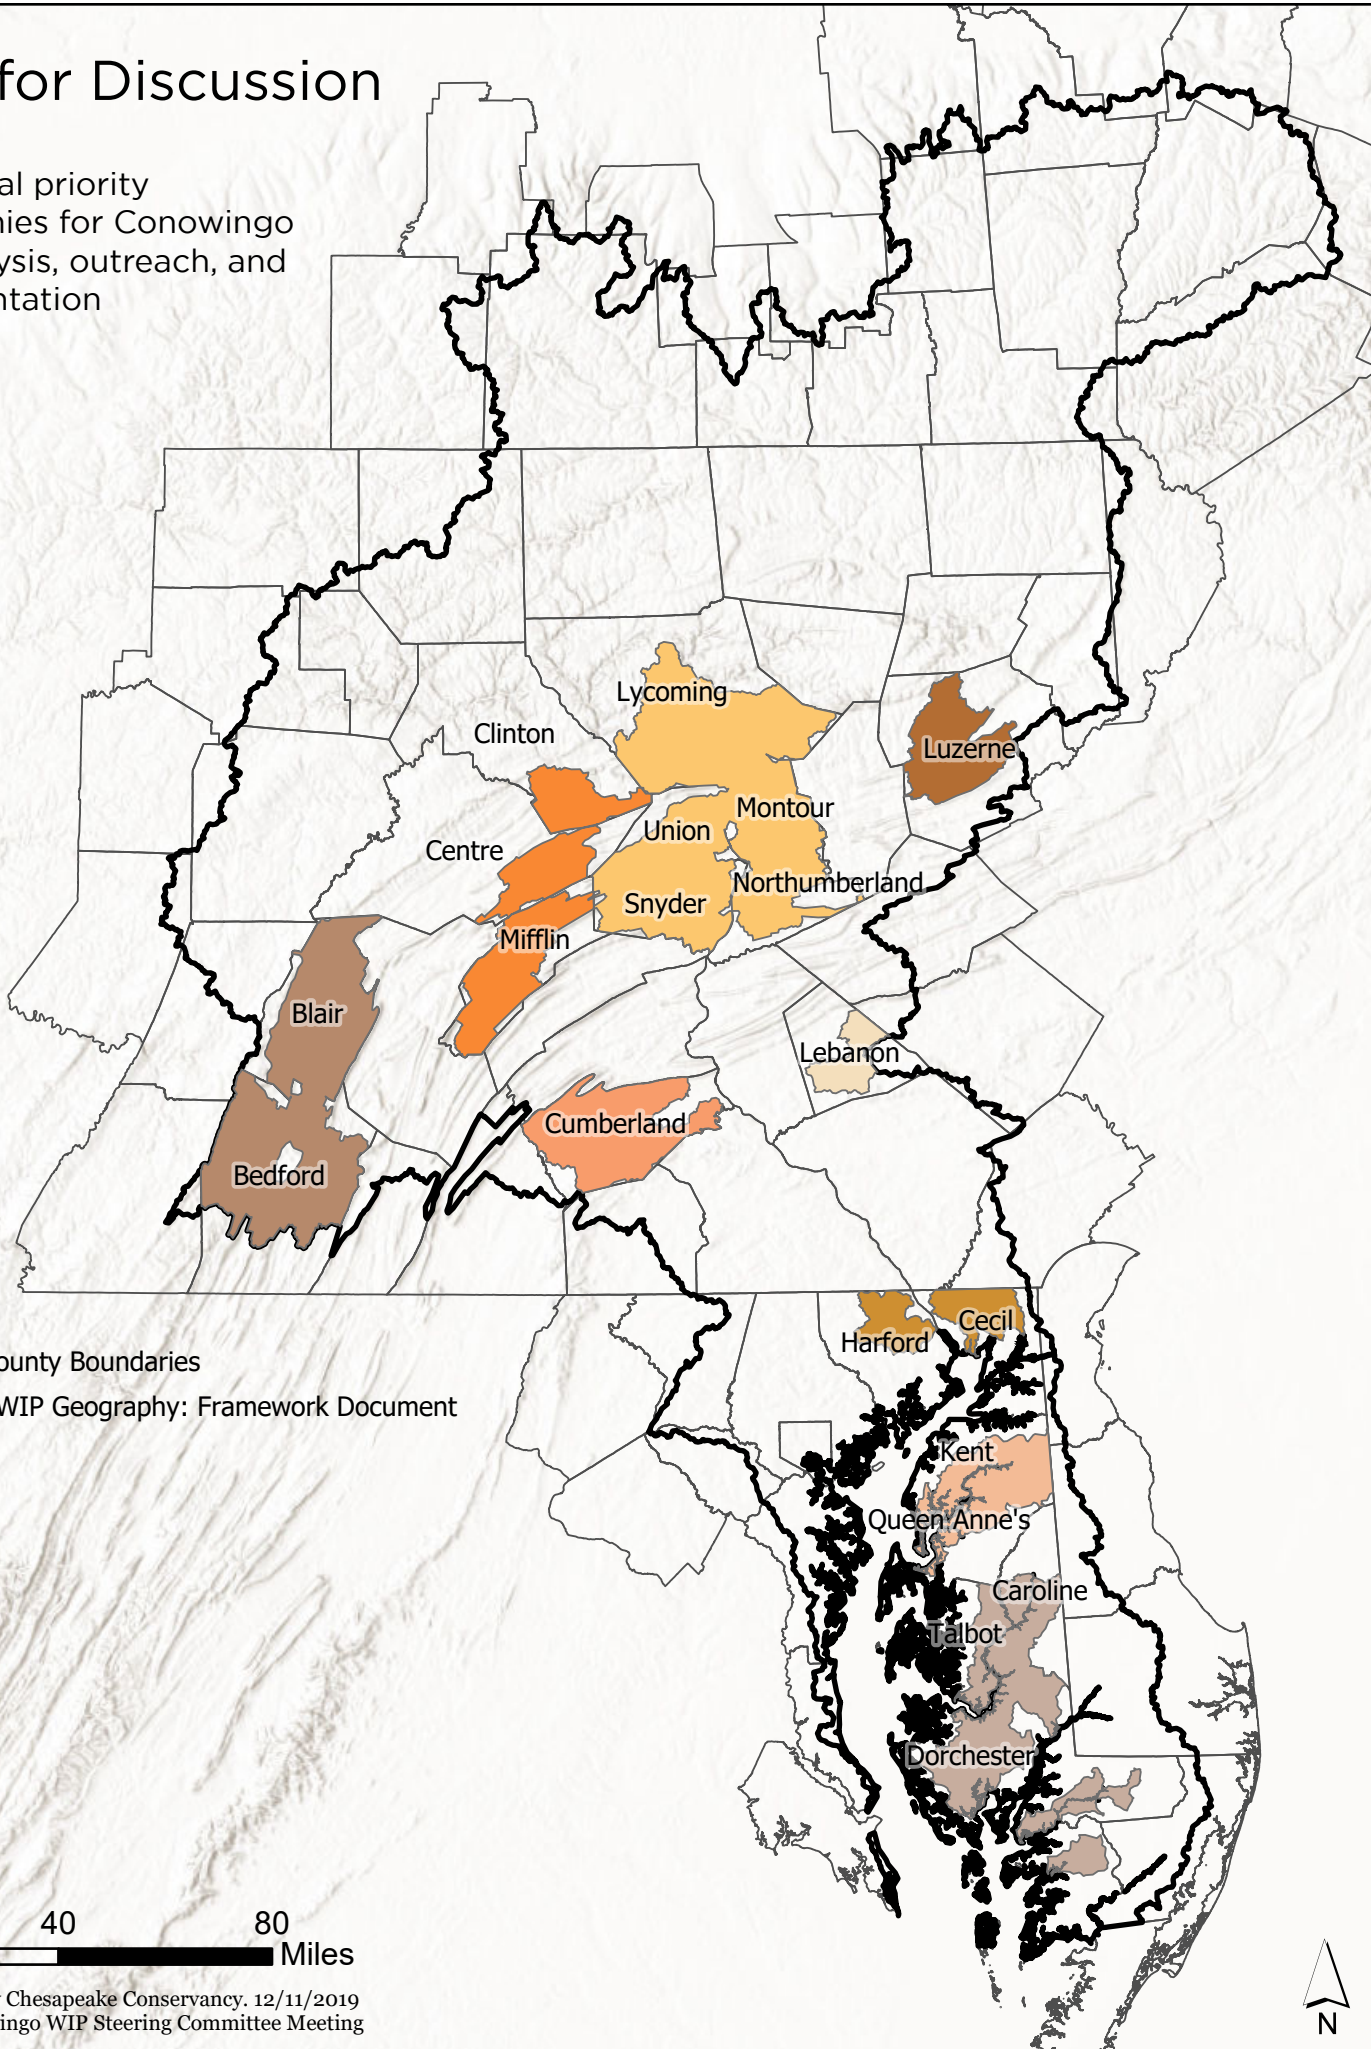 for Discussion
al priority
nies for Conowingo
ysis, outreach, and
ntation
Lycoming
Clinton
Luzerne
Montour
Union
Centre
Northumberland
Snyder
Mifflin
Blair
Lebanon
Cumberland
Bedford
Cecil
Harford
ounty Boundaries
WIP Geography: Framework Document
Kent
Queen Anne's
Caroline
Talbot
Dorchester
40 80
Miles
Chesapeake Conservancy. 12/11/2019
ingo WIP Steering Committee Meeting
N